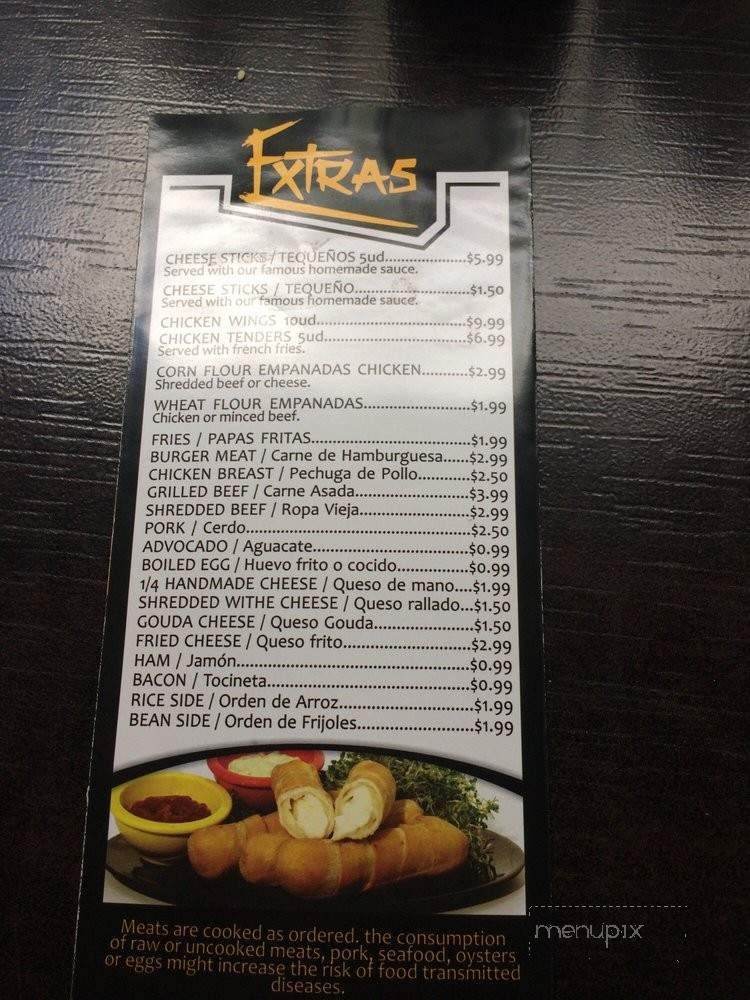 EXTRAS
CHEESE STICKS / TEQUEÑOS 5ud.....................$5.99
Served with our famous homemade sauce.
CHEESE STICKS / TEQUEÑO..............................$1.50
Served with our famous homemade sauce.
CHICKEN WINGS 10ud.......................................$9.99
CHICKEN TENDERS 5ud.....................................$6.99
Served with french fries.
CORN FLOUR EMPANADAS CHICKEN............$2.99
Shredded beef or cheese.
WHEAT FLOUR EMPANADAS............................$1.99
Chicken or minced beef.
FRIES / PAPAS FRITAS..........................................$1.99
BURGER MEAT / Carne de Hamburguesa......$2.99
CHICKEN BREAST / Pechuga de Pollo.............$2.50
GRILLED BEEF / Carne Asada.............................$3.99
SHREDDED BEEF / Ropa Vieja............................$2.99
PORK / Cerdo.........................................................$2.50
ADVOCADO / Aguacate........................................$0.99
BOILED EGG / Huevo frito o cocido..................$0.99
1/4 HANDMADE CHEESE / Queso de mano....$1.99
SHREDDED WITHE CHEESE / Queso rallado...$1.50
GOUDA CHEESE / Queso Gouda........................$1.50
FRIED CHEESE / Queso frito................................$2.99
HAM / Jamón..........................................................$0.99
BACON / Tocineta...................................................$0.99
RICE SIDE / Orden de Arroz.................................$1.99
BEAN SIDE / Orden de Frijoles.............................$1.99
Meats are cooked as ordered. the consumption
of raw or uncooked meats, pork, seafood, oysters
or eggs might increase the risk of food transmitted
diseases.
menupix